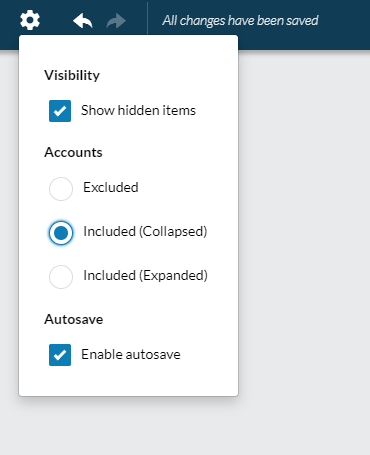 All changes have been saved
Visibility
Show hidden items
Accounts
Excluded
Included (Collapsed)
Included (Expanded)
Autosave
Enable autosave